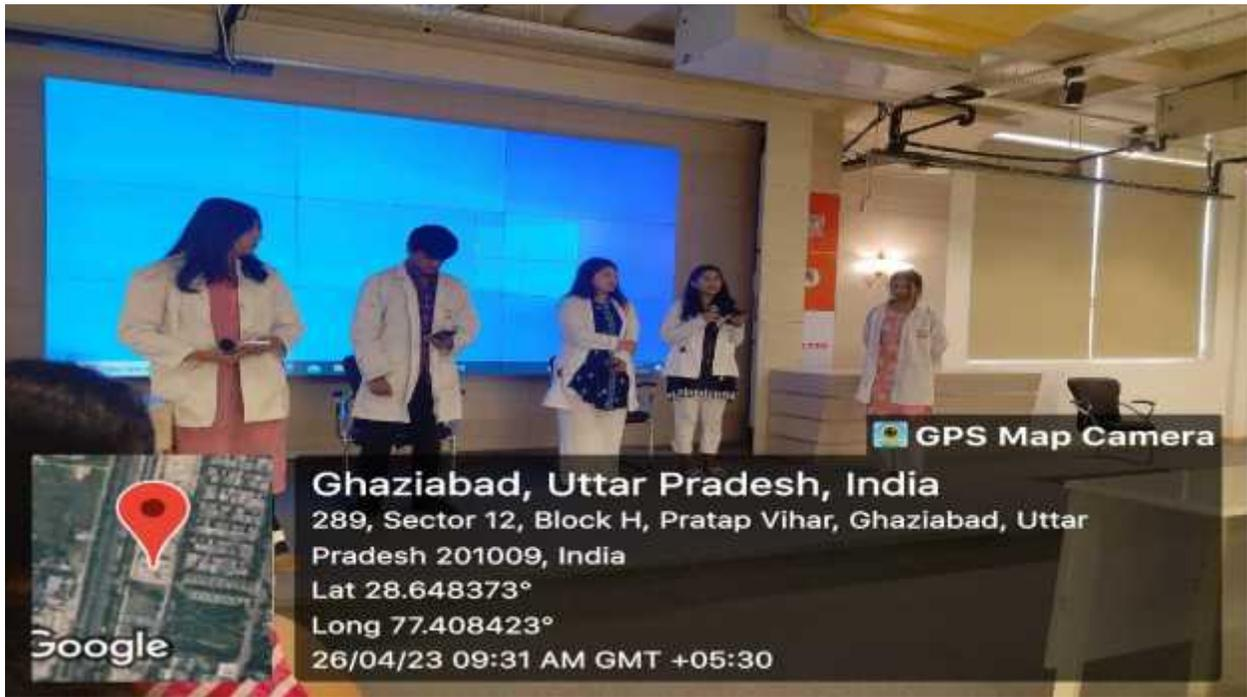 GPS Map Camera
Ghaziabad, Uttar Pradesh, India
289, Sector 12, Block H, Pratap Vihar, Ghaziabad, Uttar
Pradesh 201009, India
Lat 28.648373°
Long 77.408423°
26/04/23 09:31 AM GMT +05:30
Google